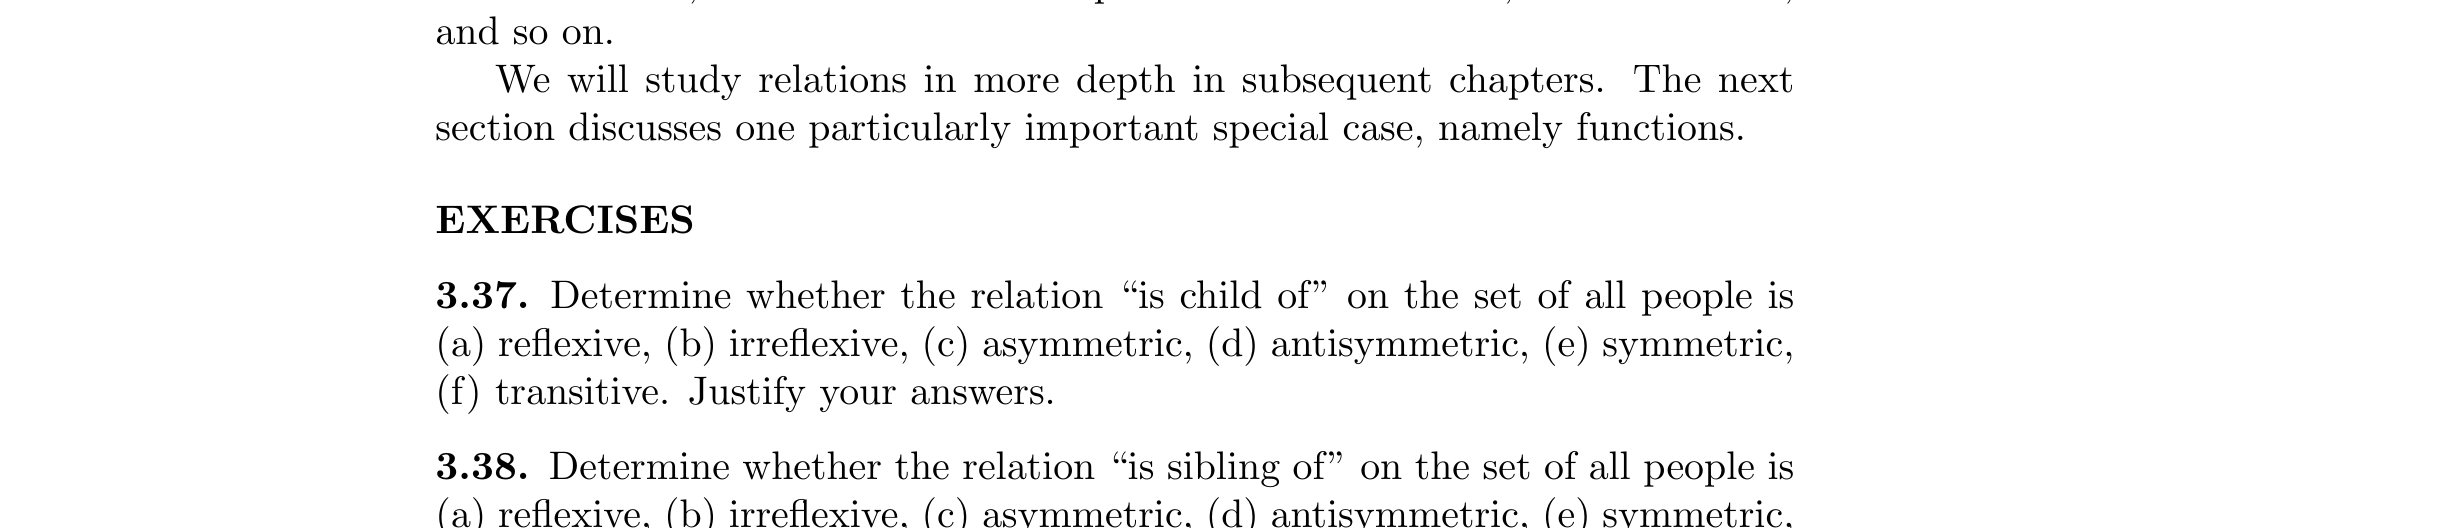 and so on.
We will study relations in more depth in subsequent chapters. The next
section discusses one particularly important special case, namely functions.
EXERCISES
3.37. Determine whether the relation “is child of” on the set of all people is
(a) reflexive, (b) irreflexive, (c) asymmetric, (d) antisymmetric, (e) symmetric,
(f) transitive. Justify your answers.
3.38. Determine whether the relation “is sibling of” on the set of all people is
(a) reflexive, (b) irreflexive, (c) asymmetric, (d) antisymmetric, (e) symmetric,